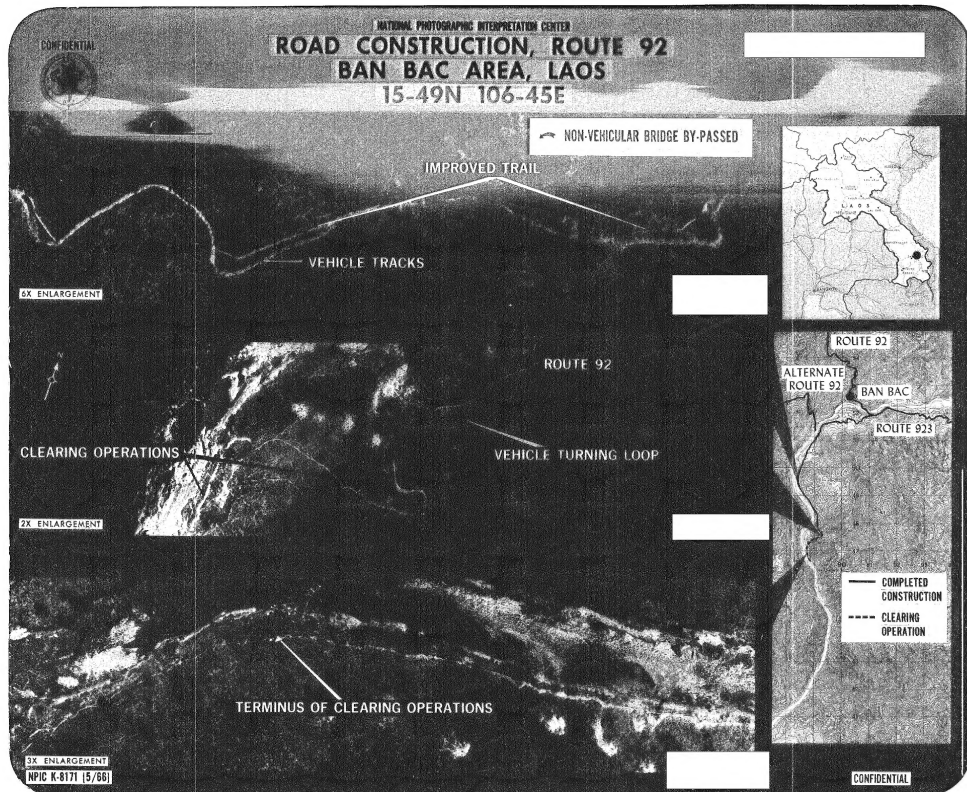 NATIONAL PHOTOGRAPHIC INTERPRETATION CENTER
CONFIDENTIAL
ROAD CONSTRUCTION, ROUTE 92
BAN BAC AREA, LAOS
15-49N 106-45E
NON-VEHICULAR BRIDGE BY-PASSED
IMPROVED TRAIL
VEHICLE TRACKS
6X ENLARGEMENT
LAOS
N
ROUTE 92
CLEARING OPERATIONS
VEHICLE TURNING LOOP
2X ENLARGEMENT
ROUTE 92
ALTERNATE
ROUTE 92
BAN BAC
ROUTE 923
COMPLETED
CONSTRUCTION
CLEARING
OPERATION
TERMINUS OF CLEARING OPERATIONS
3X ENLARGEMENT
NPIC K-8171 (5/66)
CONFIDENTIAL